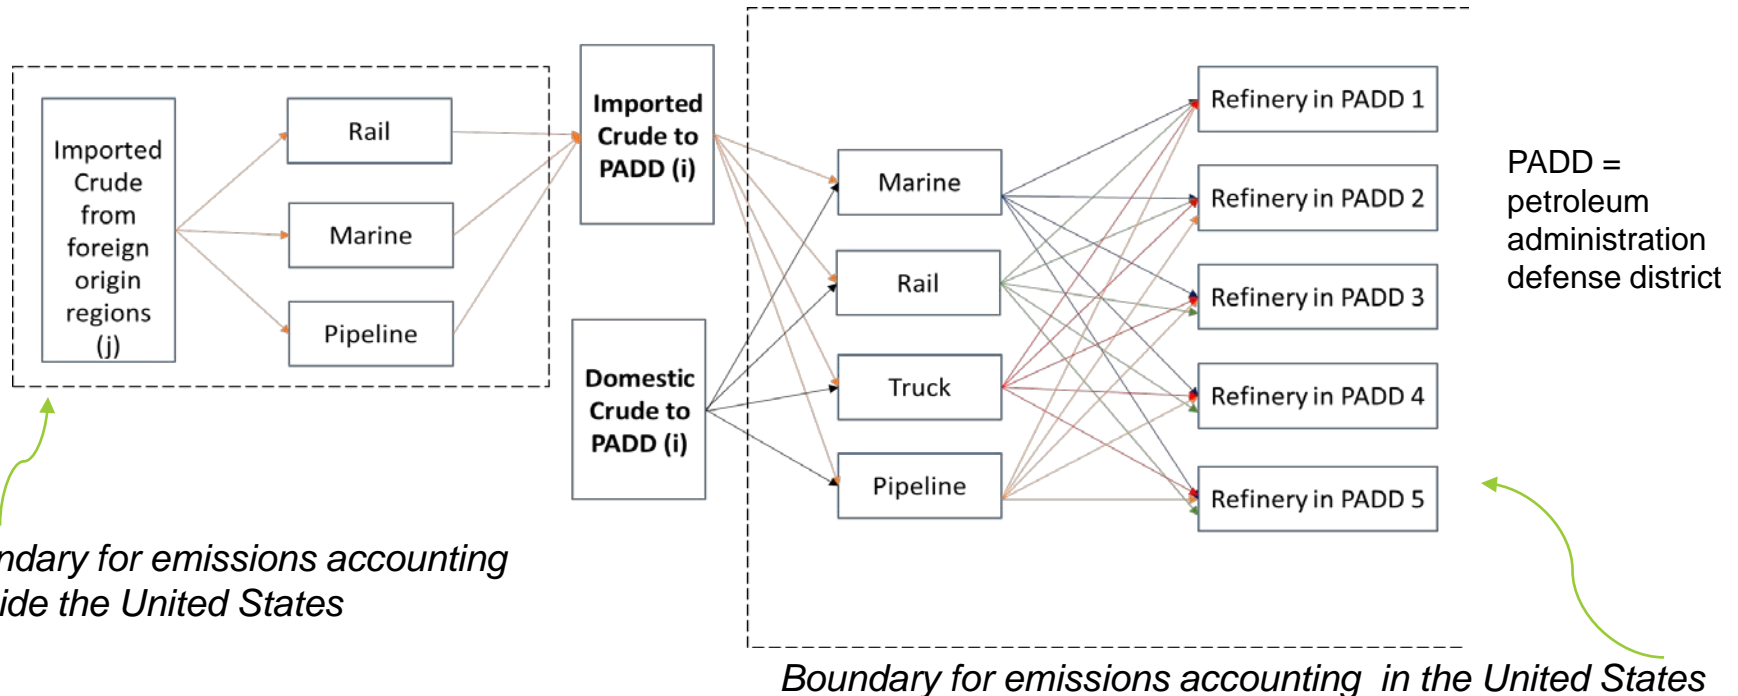 Imported
Crude
from
foreign
origin
regions
(j)
Rail
Marine
Pipeline
Imported
Crude to
PADD (i)
Domestic
Crude to
PADD (i)
Marine
Rail
Truck
Pipeline
Refinery in PADD 1
Refinery in PADD 2
Refinery in PADD 3
Refinery in PADD 4
Refinery in PADD 5
PADD =
petroleum
administration
defense district
for emissions accounting
the United States
Boundary for emissions accounting in the United States